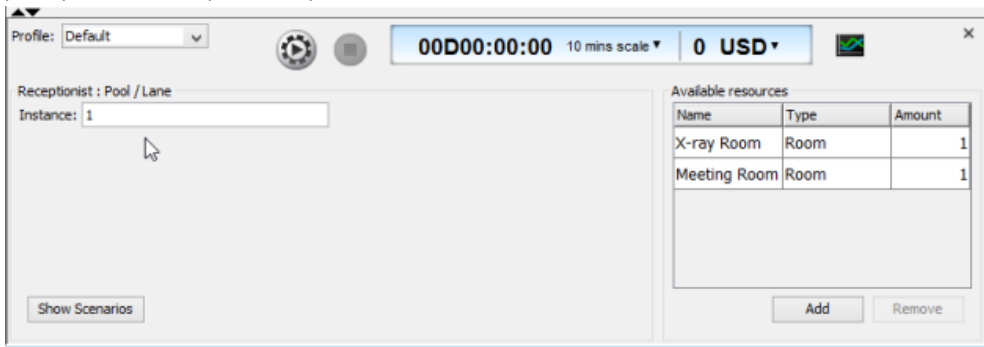 Profile: Default
00D00:00:00 10 mins scale 0 USD
Receptionist : Pool / Lane
Instance: 1
Show Scenarios
Available resources
Name Type Amount
X-ray Room Room 1
Meeting Room Room 1
Add Remove